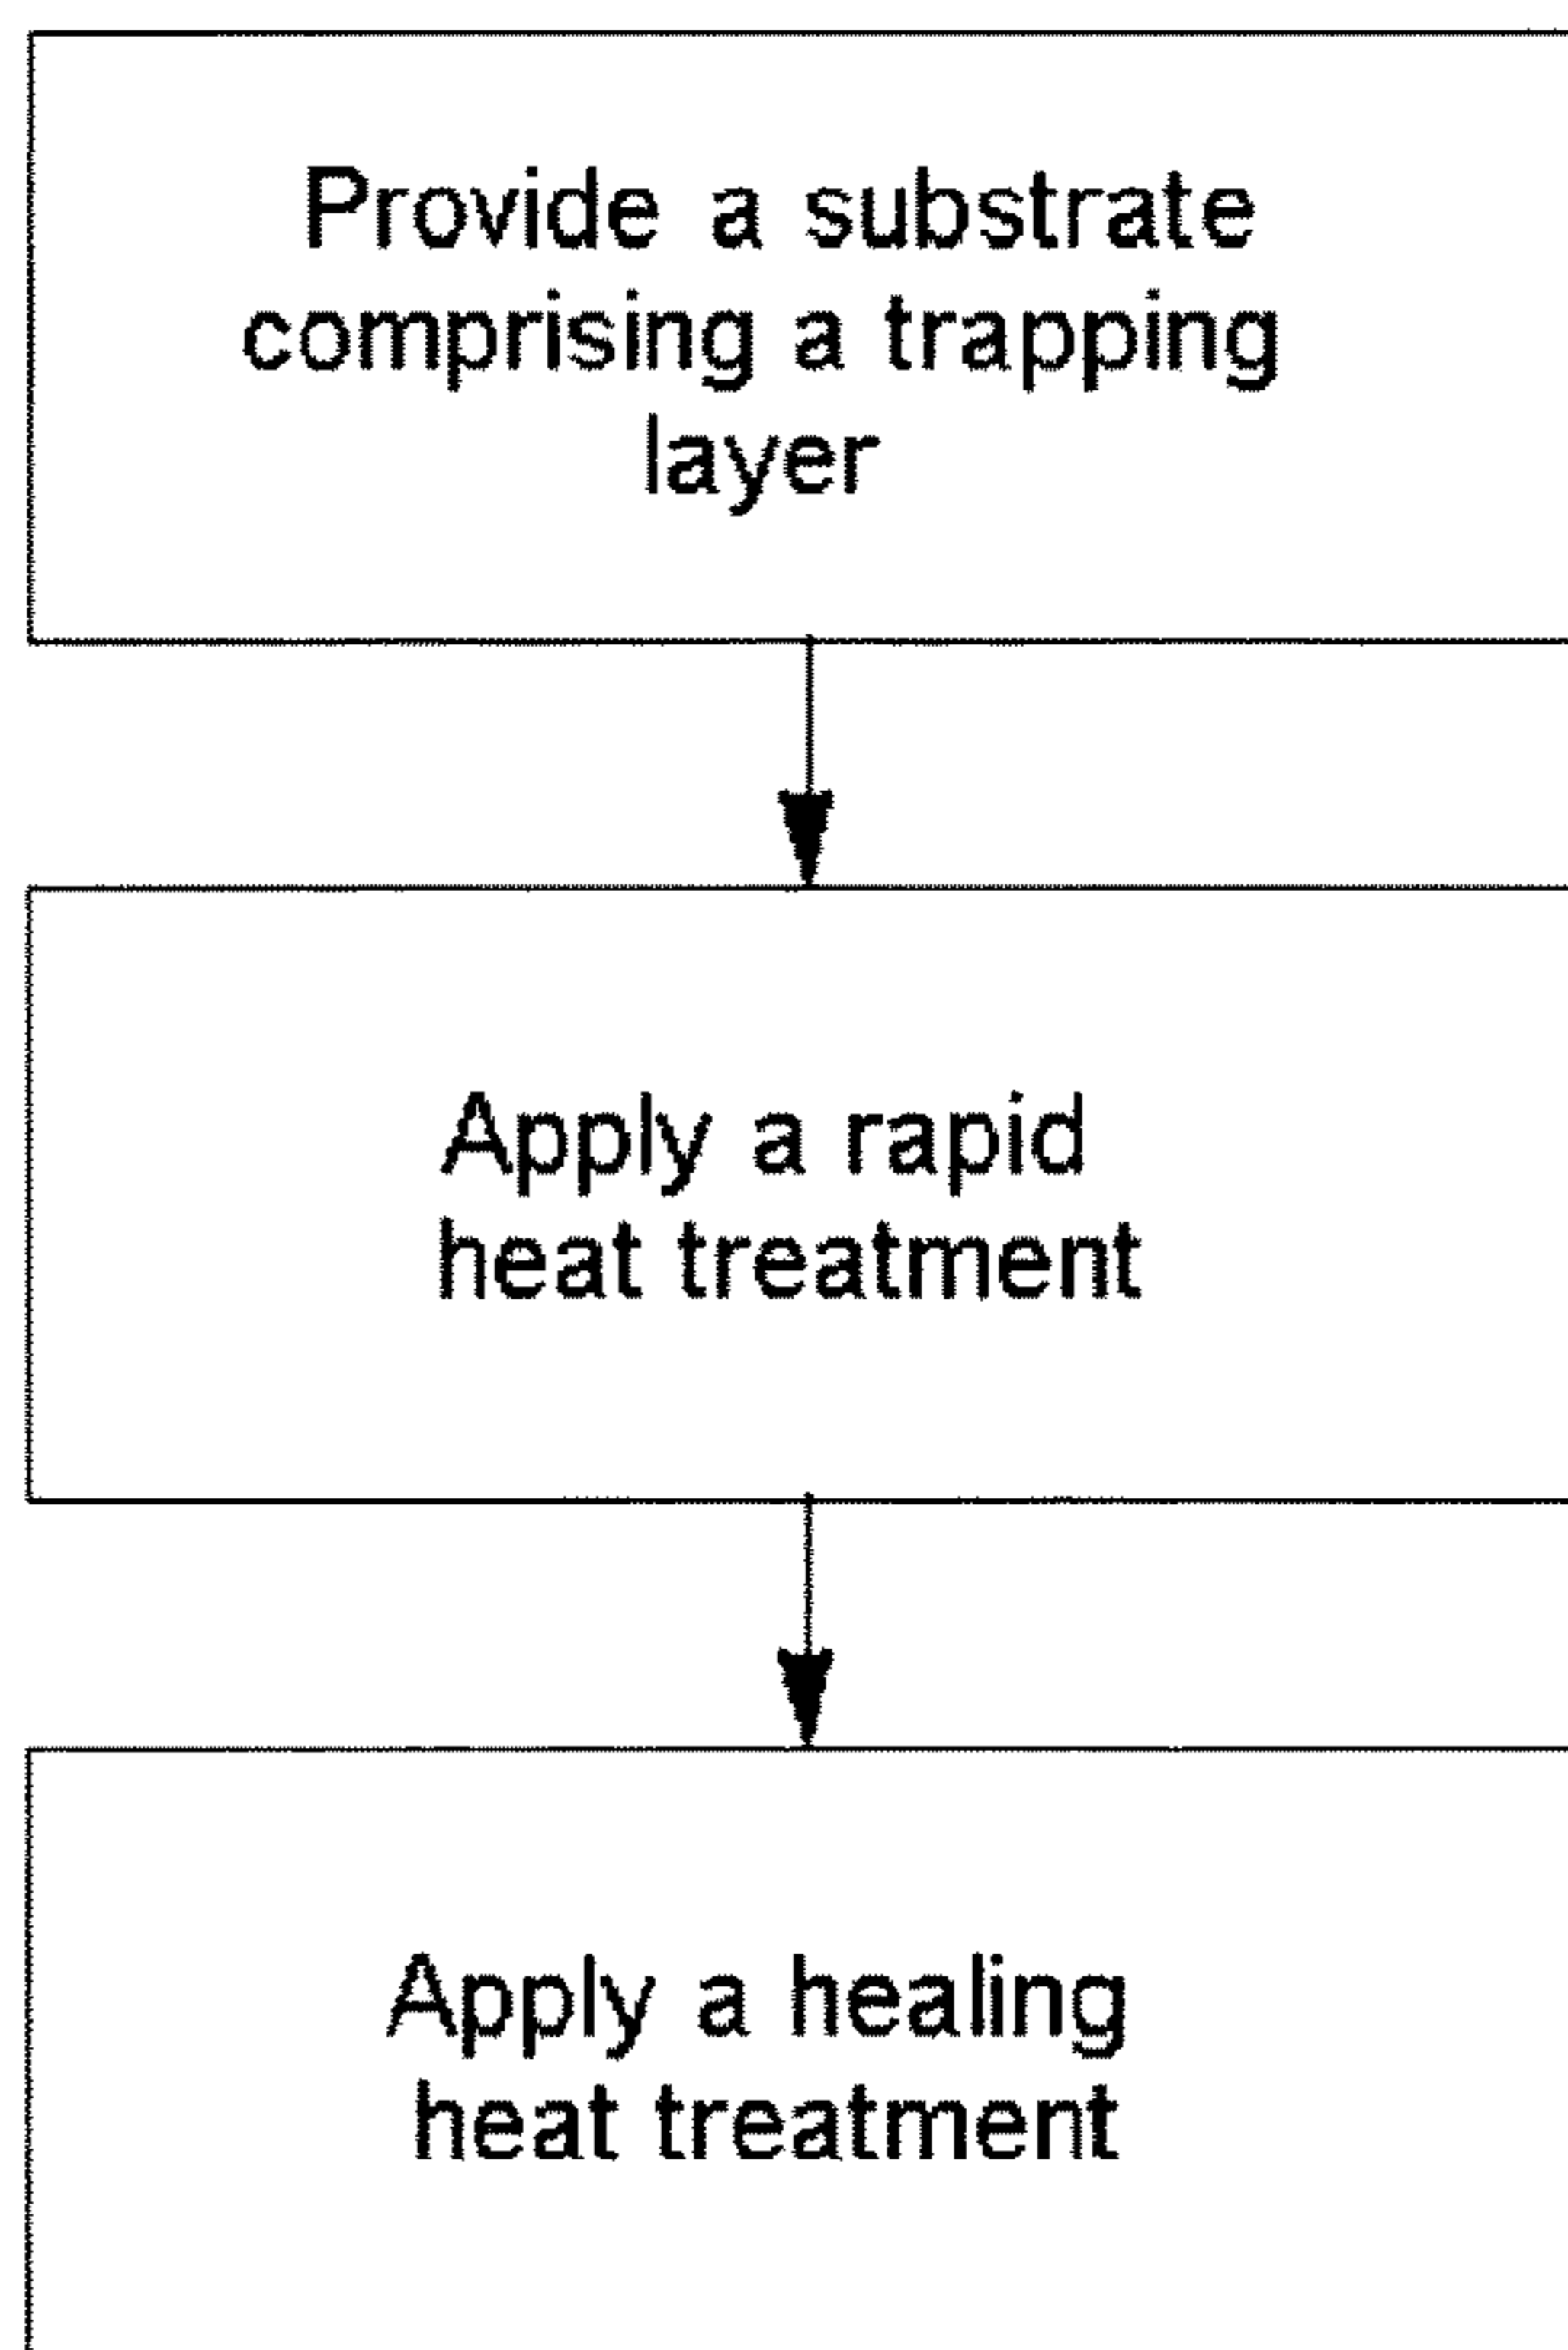 Provide a substrate
comprising a trapping
layer
Apply a rapid
heat treatment
Apply a healing
heat treatment